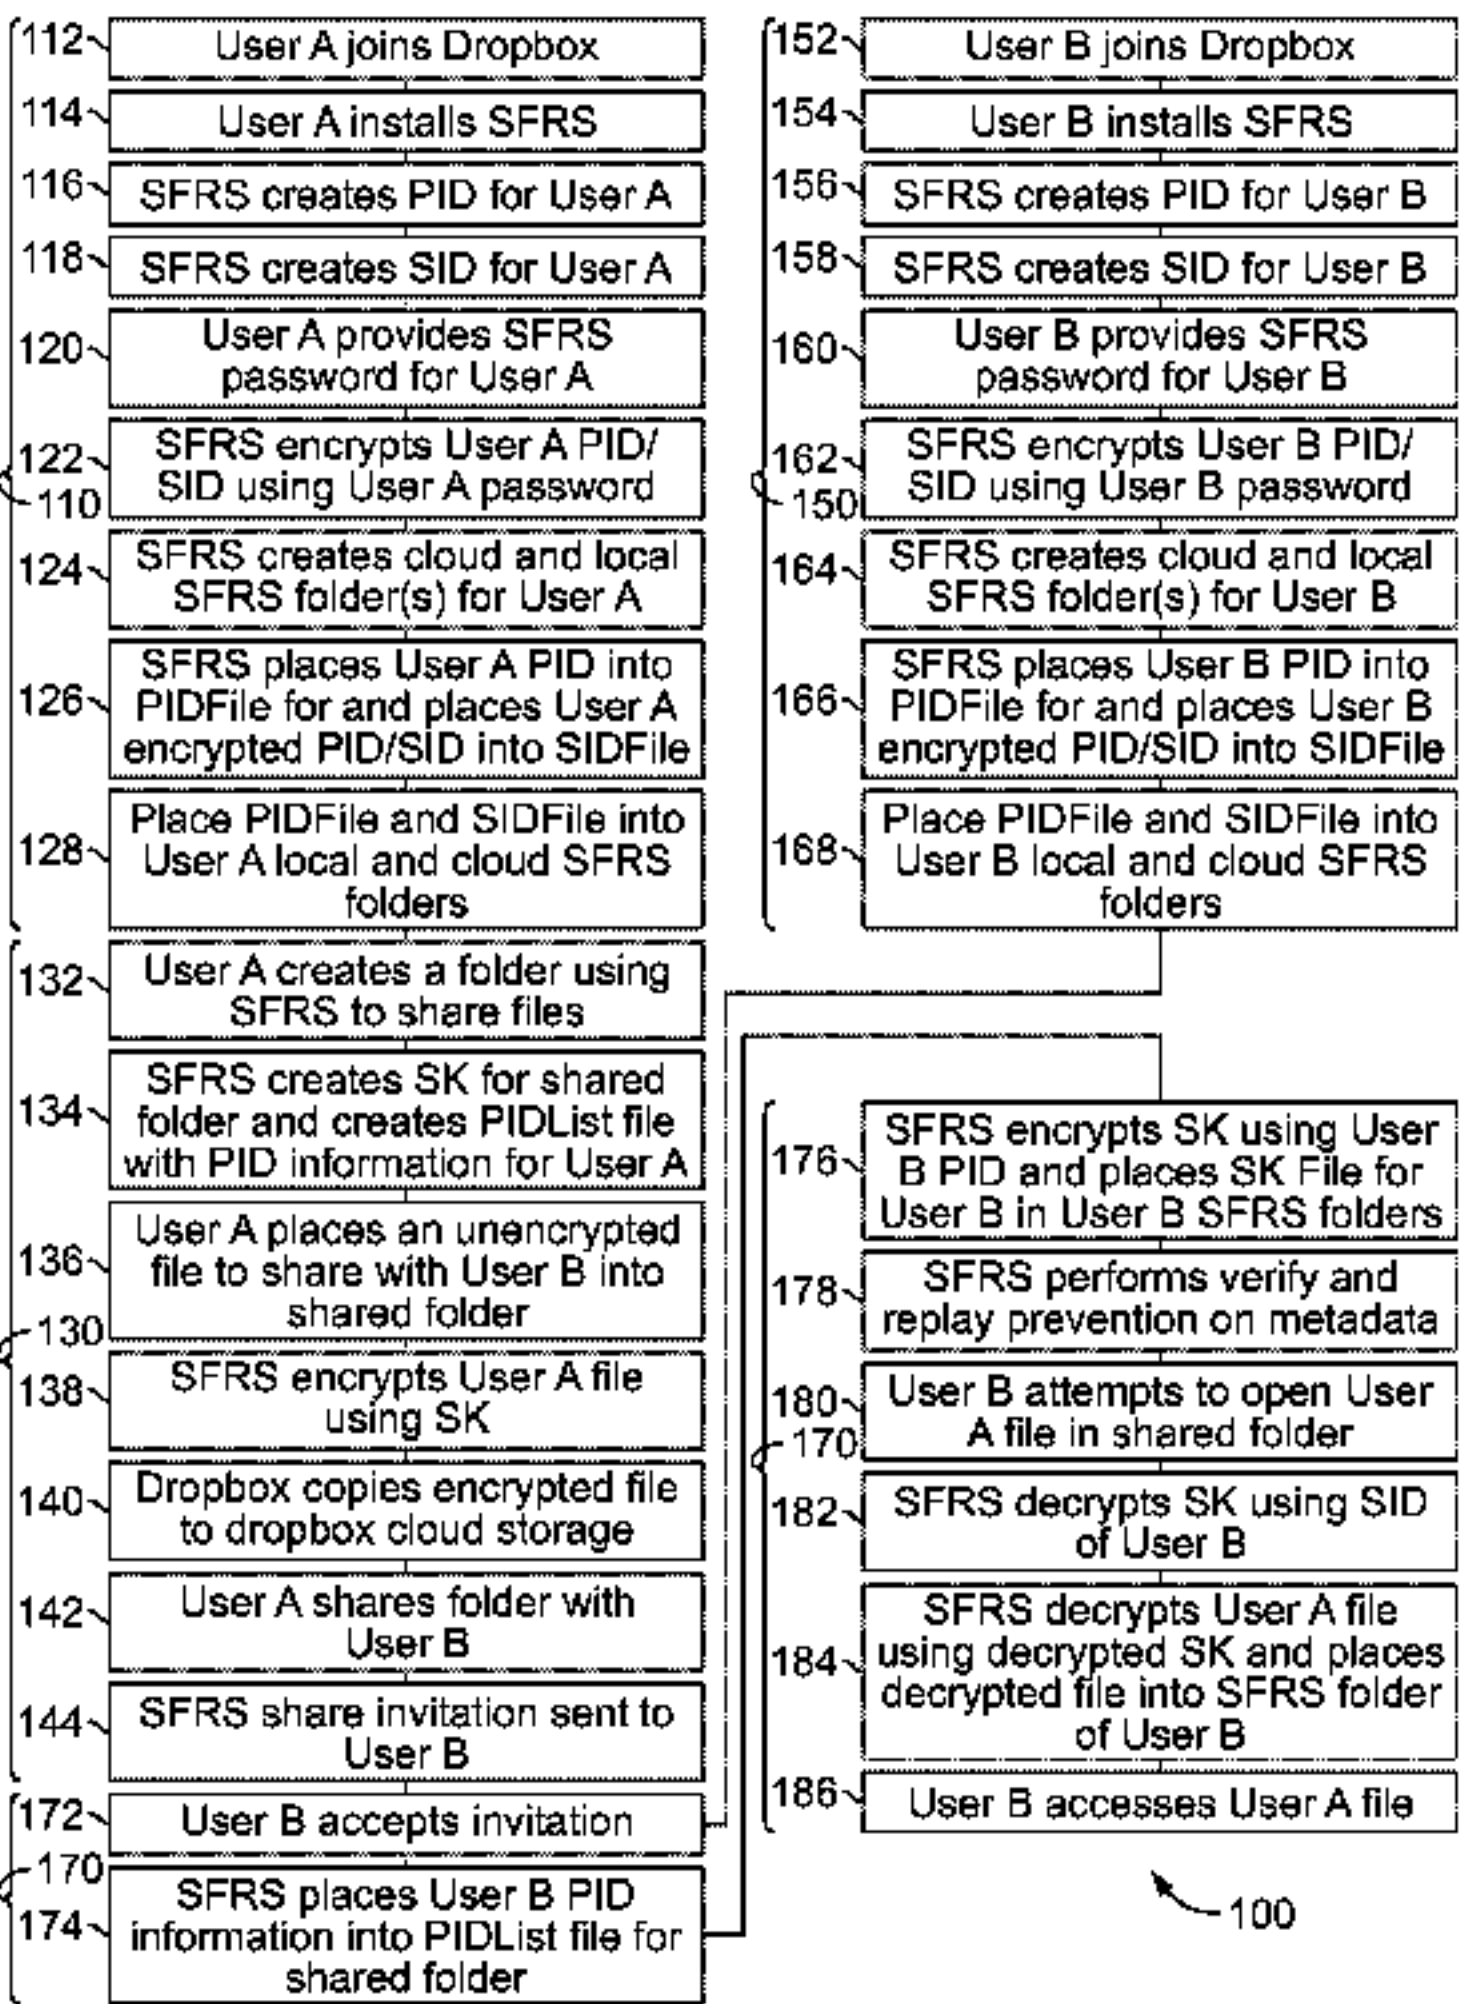 112
User A joins Dropbox
114
User A installs SFRS
116
SFRS creates PID for User A
118
SFRS creates SID for User A
120
User A provides SFRS
password for User A
122
SFRS encrypts User A PID/
SID using User A password
110
124
SFRS creates cloud and local
SFRS folder(s) for User A
126
SFRS places User A PID into
PIDFile for and places User A
encrypted PID/SID into SIDFile
128
Place PIDFile and SIDFile into
User A local and cloud SFRS
folders
132
User A creates a folder using
SFRS to share files
134
SFRS creates SK for shared
folder and creates PIDList file
with PID information for User A
136
User A places an unencrypted
file to share with User B into
shared folder
130
138
SFRS encrypts User A file
using SK
140
Dropbox copies encrypted file
to dropbox cloud storage
142
User A shares folder with
User B
144
SFRS share invitation sent to
User B
172
User B accepts invitation
170
174
SFRS places User B PID
information into PIDList file for
shared folder
152
User B joins Dropbox
154
User B installs SFRS
156
SFRS creates PID for User B
158
SFRS creates SID for User B
160
User B provides SFRS
password for User B
162
SFRS encrypts User B PID/
SID using User B password
150
164
SFRS creates cloud and local
SFRS folder(s) for User B
166
SFRS places User B PID into
PIDFile for and places User B
encrypted PID/SID into SIDFile
168
Place PIDFile and SIDFile into
User B local and cloud SFRS
folders
176
SFRS encrypts SK using User
B PID and places SK File for
User B in User B SFRS folders
178
SFRS performs verify and
replay prevention on metadata
180
User B attempts to open User
A file in shared folder
170
182
SFRS decrypts SK using SID
of User B
184
SFRS decrypts User A file
using decrypted SK and places
decrypted file into SFRS folder
of User B
186
User B accesses User A file
100